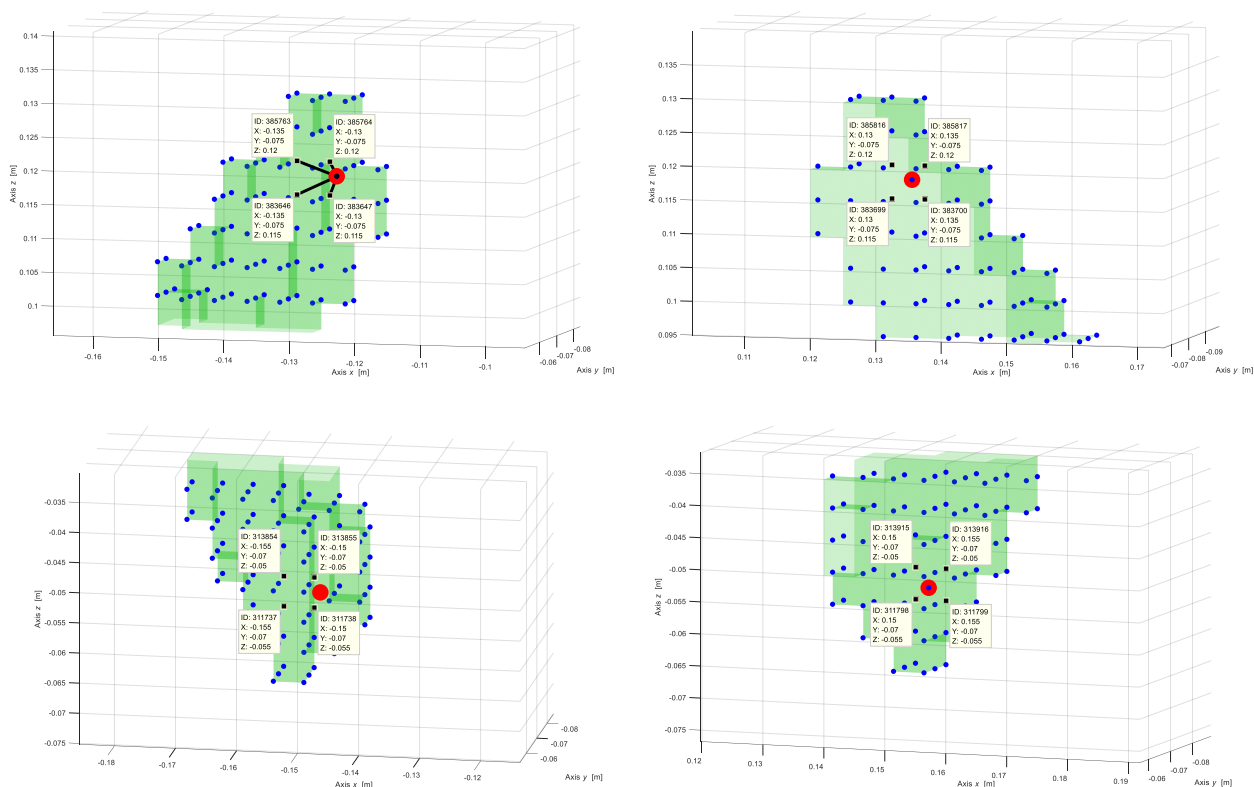 0.14
0.135
0.13
0.125
0.12
0.115
0.11
0.105
0.1
Axis z [m]
ID: 385763
X: -0.135
Y: -0.075
Z: 0.12
ID: 385764
X: -0.13
Y: -0.075
Z: 0.12
ID: 383646
X: -0.135
Y: -0.075
Z: 0.115
ID: 383647
X: -0.13
Y: -0.075
Z: 0.115
-0.16
-0.15
-0.14
-0.13
-0.12
-0.11
-0.1
Axis x [m]
-0.06
-0.07
-0.08
Axis y [m]
0.135
0.13
0.125
0.12
0.115
0.11
0.105
0.1
0.095
Axis z [m]
ID: 385816
X: 0.13
Y: -0.075
Z: 0.12
ID: 385817
X: 0.135
Y: -0.075
Z: 0.12
ID: 383699
X: 0.13
Y: -0.075
Z: 0.115
ID: 383700
X: 0.135
Y: -0.075
Z: 0.115
0.11
0.12
0.13
0.14
0.15
0.16
0.17
Axis x [m]
-0.07
-0.08
-0.09
Axis y [m]
-0.035
-0.04
-0.045
-0.05
-0.055
-0.06
-0.065
-0.07
-0.075
Axis z [m]
ID: 313854
X: -0.155
Y: -0.07
Z: -0.05
ID: 313855
X: -0.15
Y: -0.07
Z: -0.05
ID: 311737
X: -0.155
Y: -0.07
Z: -0.055
ID: 311738
X: -0.15
Y: -0.07
Z: -0.055
-0.18
-0.17
-0.16
-0.15
-0.14
-0.13
-0.12
Axis x [m]
-0.06
-0.07
-0.08
Axis y [m]
-0.035
-0.04
-0.045
-0.05
-0.055
-0.06
-0.065
-0.07
-0.075
Axis z [m]
ID: 313915
X: 0.15
Y: -0.07
Z: -0.05
ID: 313916
X: 0.155
Y: -0.07
Z: -0.05
ID: 311798
X: 0.15
Y: -0.07
Z: -0.055
ID: 311799
X: 0.155
Y: -0.07
Z: -0.055
0.12
0.13
0.14
0.15
0.16
0.17
0.18
0.19
Axis x [m]
-0.06
-0.07
-0.08
Axis y [m]